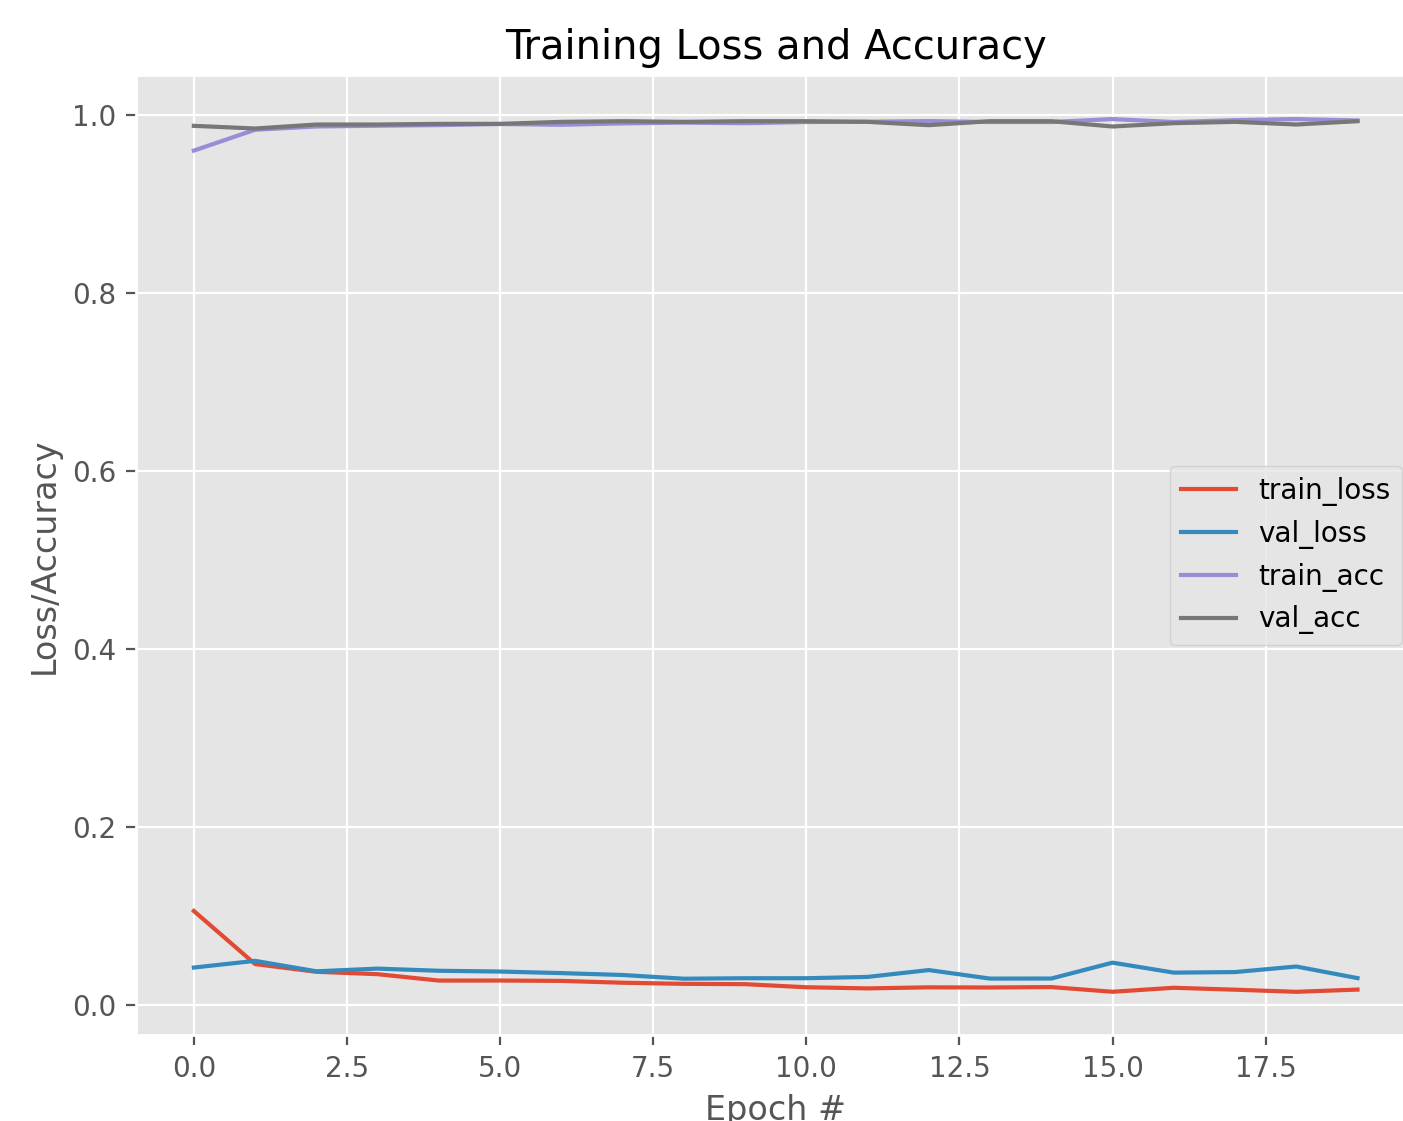 Training Loss and Accuracy
1.0
0.8
0.6
0.4
0.2
0.0
Loss/Accuracy
train_loss
val_loss
train_acc
val_acc
0.0 2.5 5.0 7.5 10.0 12.5 15.0 17.5
Epoch #